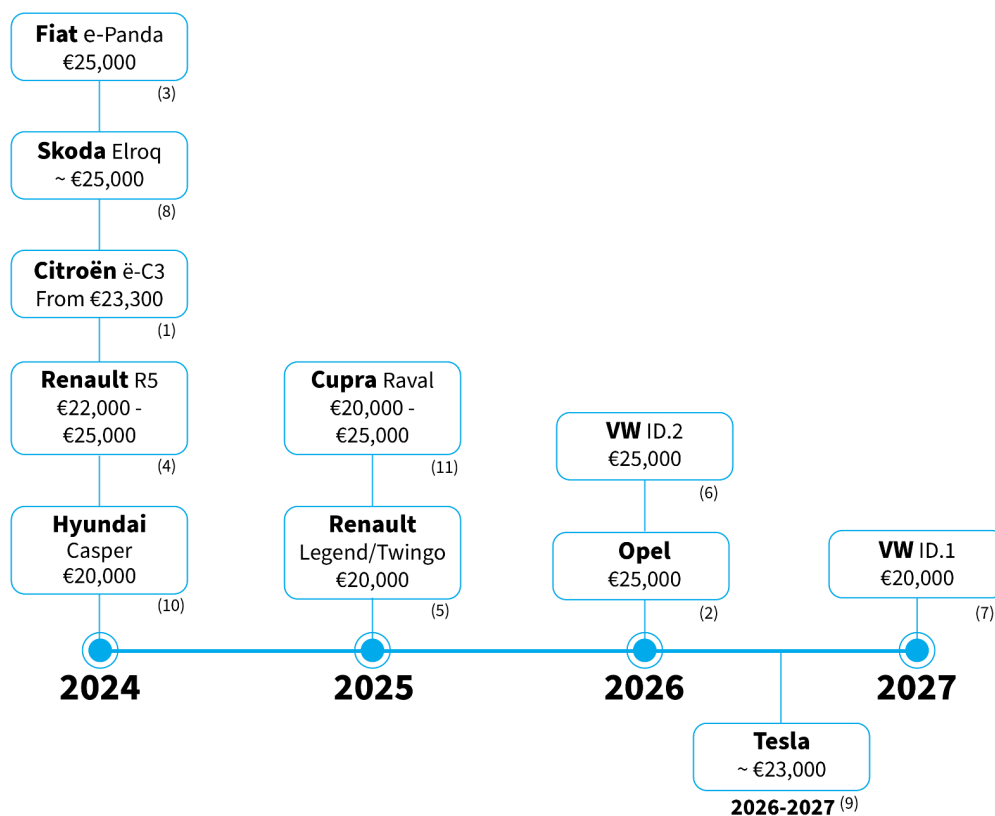 Fiat e-Panda
€25,000
(3)
Skoda Elroq
~ €25,000
(8)
Citroën ë-C3
From €23,300
(1)
Renault R5
€22,000 -
€25,000
(4)
Hyundai
Casper
€20,000
(10)
2024
Cupra Raval
€20,000 -
€25,000
(11)
Renault
Legend/Twingo
€20,000
(5)
2025
VW ID.2
€25,000
(6)
Opel
€25,000
(2)
2026
VW ID.1
€20,000
(7)
2027
Tesla
~ €23,000
2026-2027 (9)